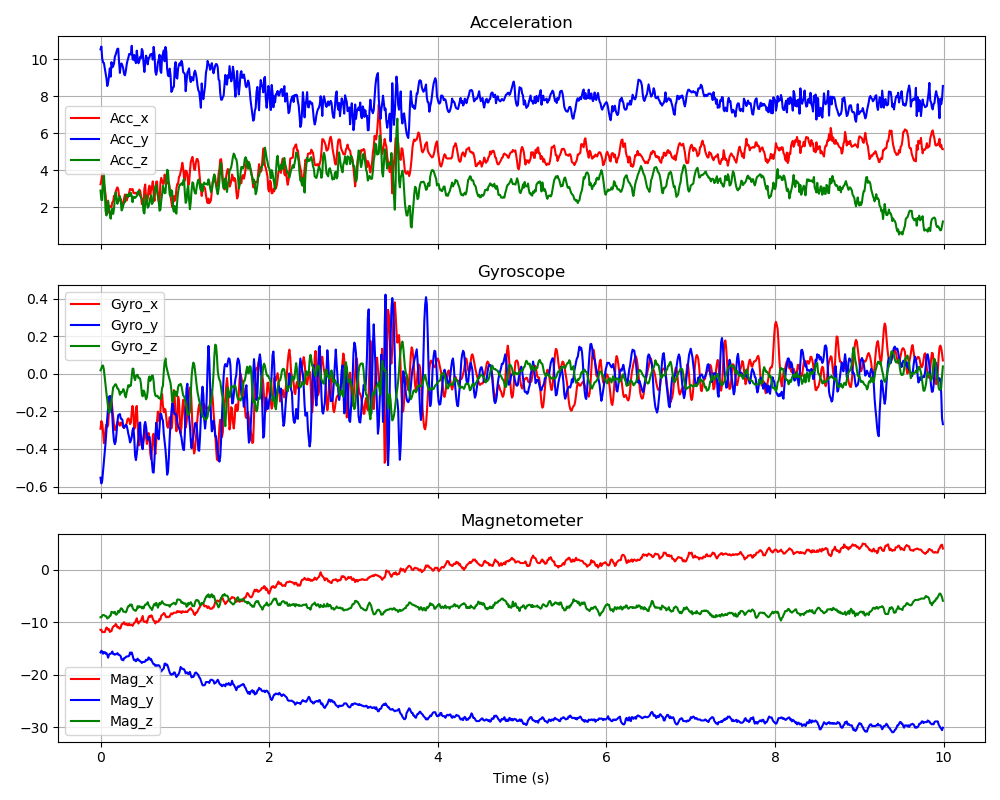 Acceleration
10
8
6
4
2
Acc_x
Acc_y
Acc_z
Gyroscope
0.4
0.2
0.0
−0.2
−0.4
−0.6
Gyro_x
Gyro_y
Gyro_z
Magnetometer
0
−10
−20
−30
Mag_x
Mag_y
Mag_z
0 2 4 6 8 10
Time (s)